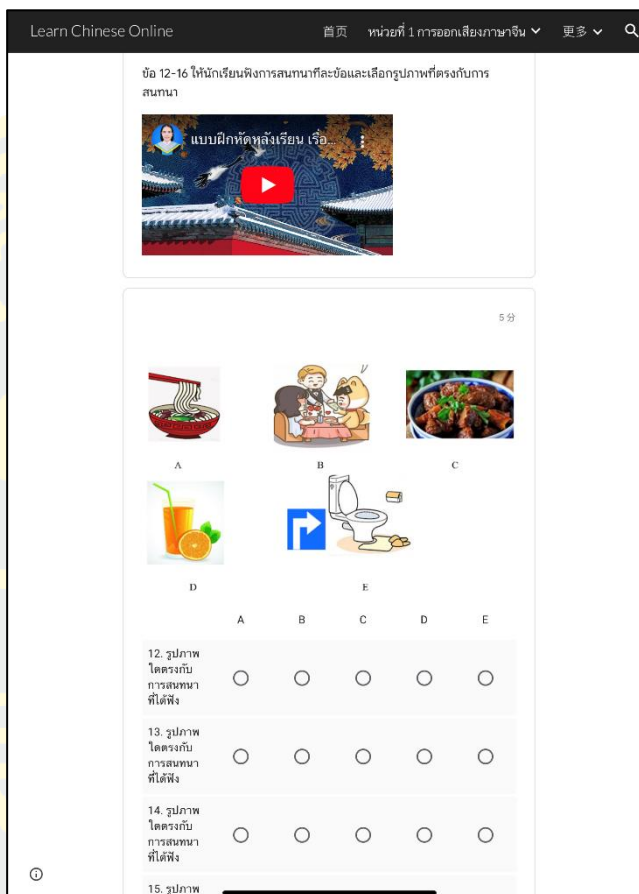 Learn Chinese Online 首页 หน่วยที่ 1 การออกเสียงภาษาจีน 更多
ข้อ 12-16 ให้นักเรียนฟังการสนทนาทีละข้อและเลือกรูปภาพที่ตรงกับการ
สนทนา
แบบฝึกหัดหลังเรียน เรื่อ...
5 分
A B C
D E
A B C D E
12. รูปภาพ
ใดตรงกับ
การสนทนา
ที่ได้ฟัง
13. รูปภาพ
ใดตรงกับ
การสนทนา
ที่ได้ฟัง
14. รูปภาพ
ใดตรงกับ
การสนทนา
ที่ได้ฟัง
15. รูปภาพ